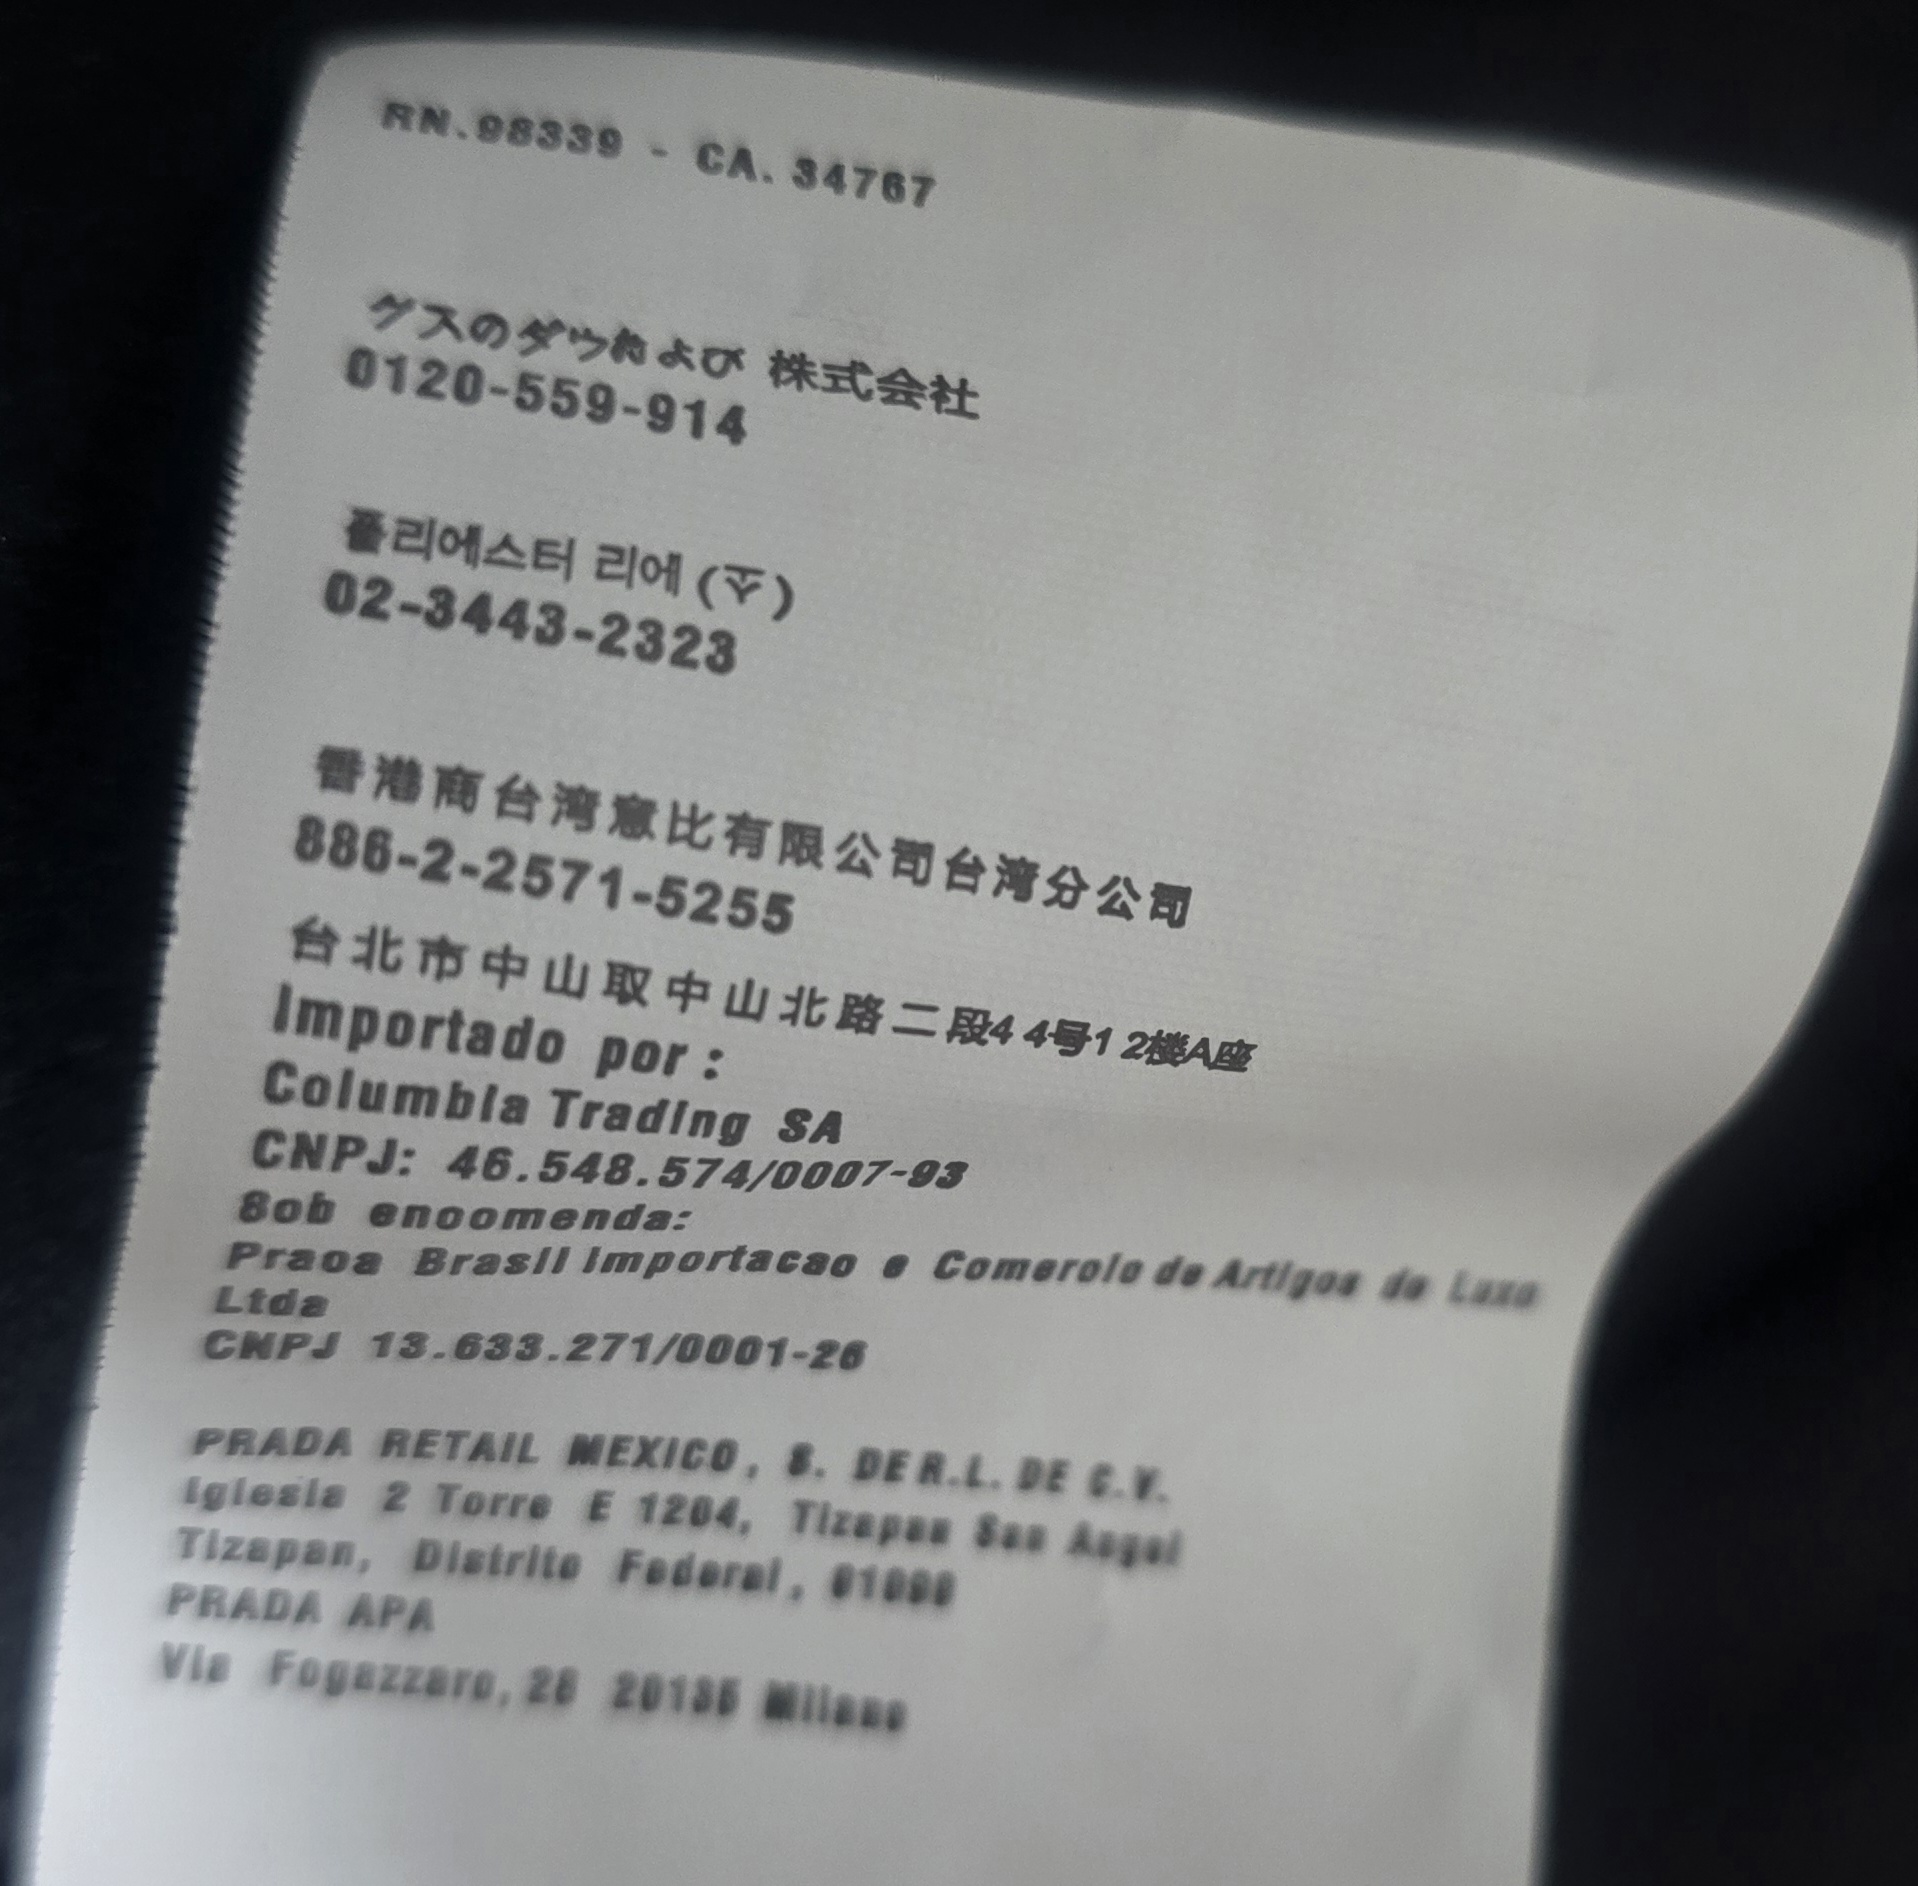 RN.98339 - CA. 34767
ゲスのダウおよび 株式会社
0120-559-914
폴리에스터 리에 (주)
02-3443-2323
香港商台湾意比有限公司台湾分公司
886-2-2571-5255
台北市中山取中山北路二段4 4号1 2楼A座
Importado por :
Columbia Trading SA
CNPJ: 46.548.574/0007-93
Sob enoomenda:
Praoa Brasil Importacao e Comerolo de Artigos de Luxo
Ltda
CNPJ 13.633.271/0001-26
PRADA RETAIL MEXICO, S. DE R.L. DE C.V.
Iglesia 2 Torre E 1204, Tizapan San Angel
Tizapan, Distrito Federal, 01090
PRADA APA
Via Fogazzaro, 28 20135 Milano